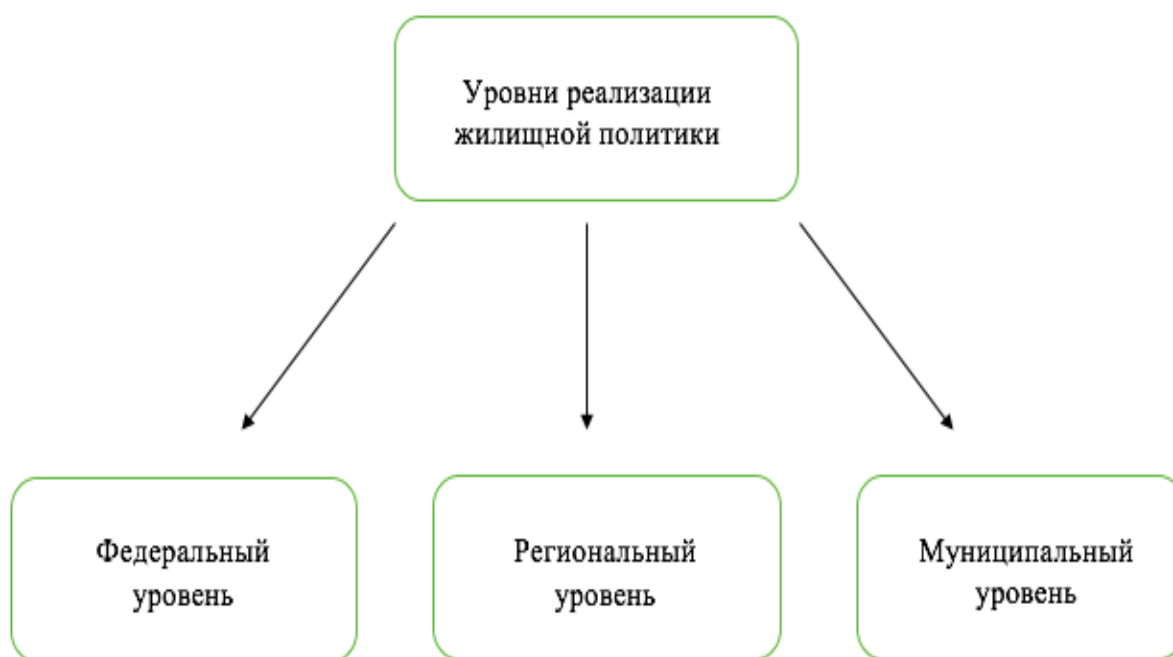 Уровни реализации
жилищной политики
Федеральный
уровень
Региональный
уровень
Муниципальный
уровень